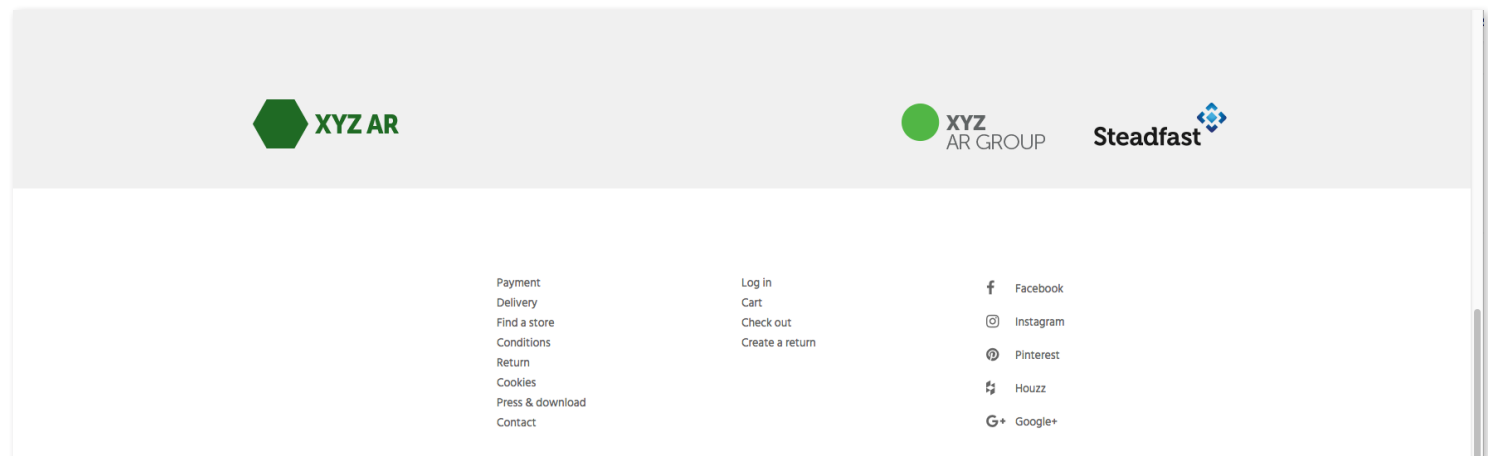 XYZ AR
XYZ
AR GROUP
Steadfast
Payment
Delivery
Find a store
Conditions
Return
Cookies
Press & download
Contact
Log in
Cart
Check out
Create a return
Facebook
Instagram
Pinterest
Houzz
Google+